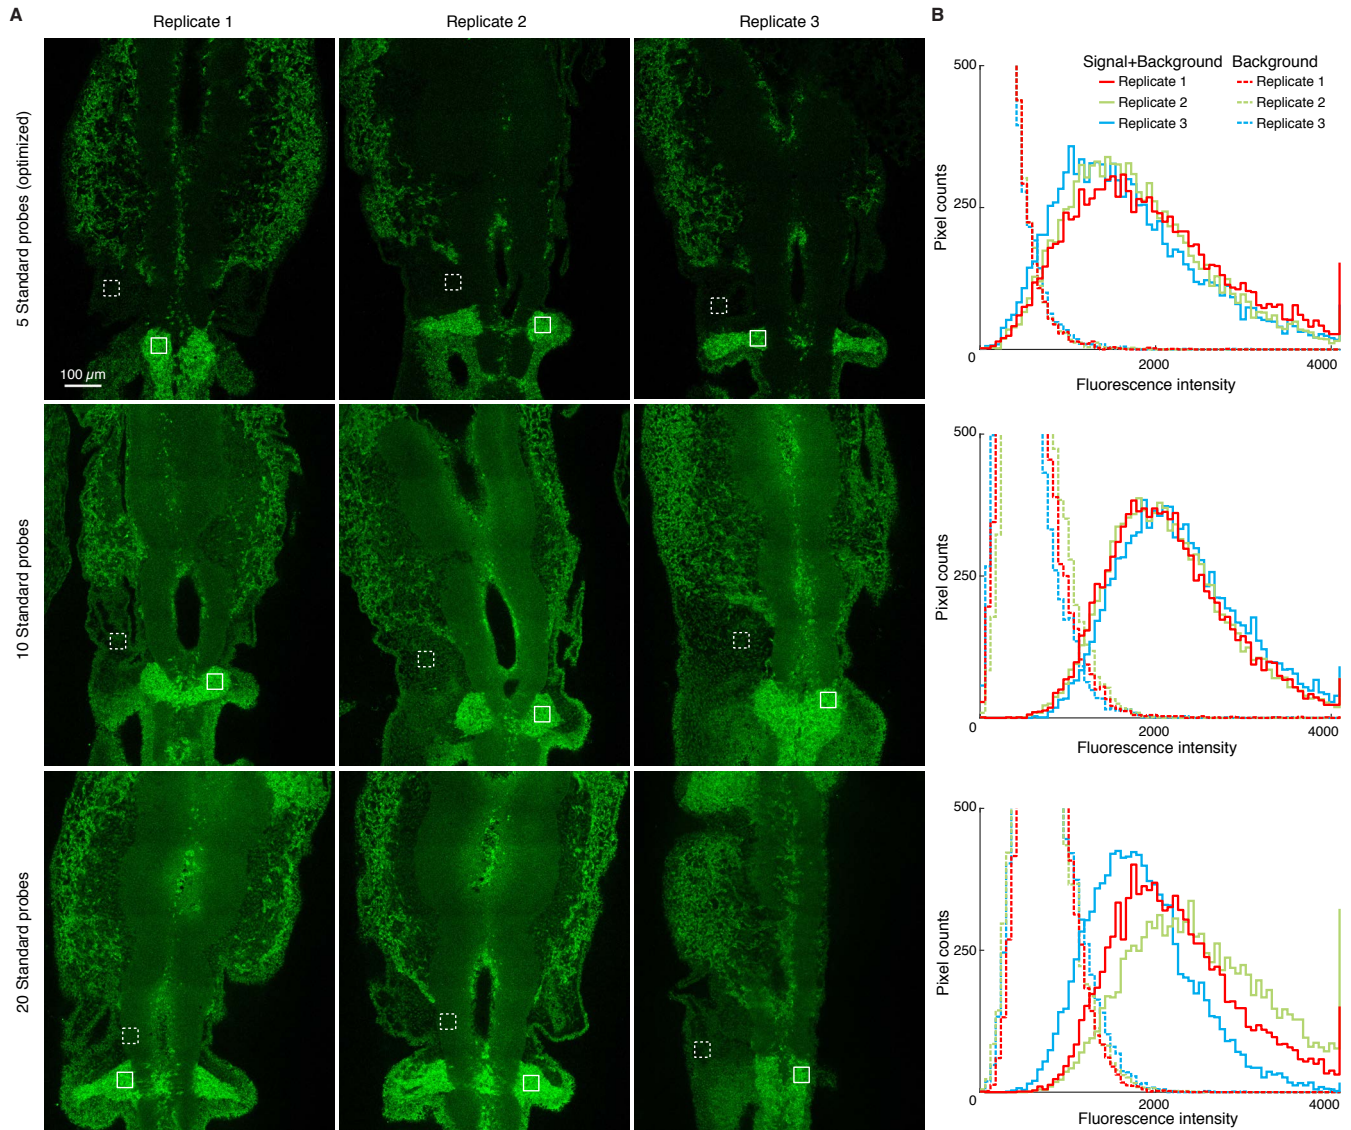 A
Replicate 1
Replicate 2
Replicate 3
5 Standard probes (optimized)
100 µm
10 Standard probes
20 Standard probes
B
Signal+Background Background
Replicate 1 Replicate 1
Replicate 2 Replicate 2
Replicate 3 Replicate 3
500
250
0
2000
4000
Pixel counts
Fluorescence intensity
500
250
0
2000
4000
Pixel counts
Fluorescence intensity
500
250
0
2000
4000
Pixel counts
Fluorescence intensity